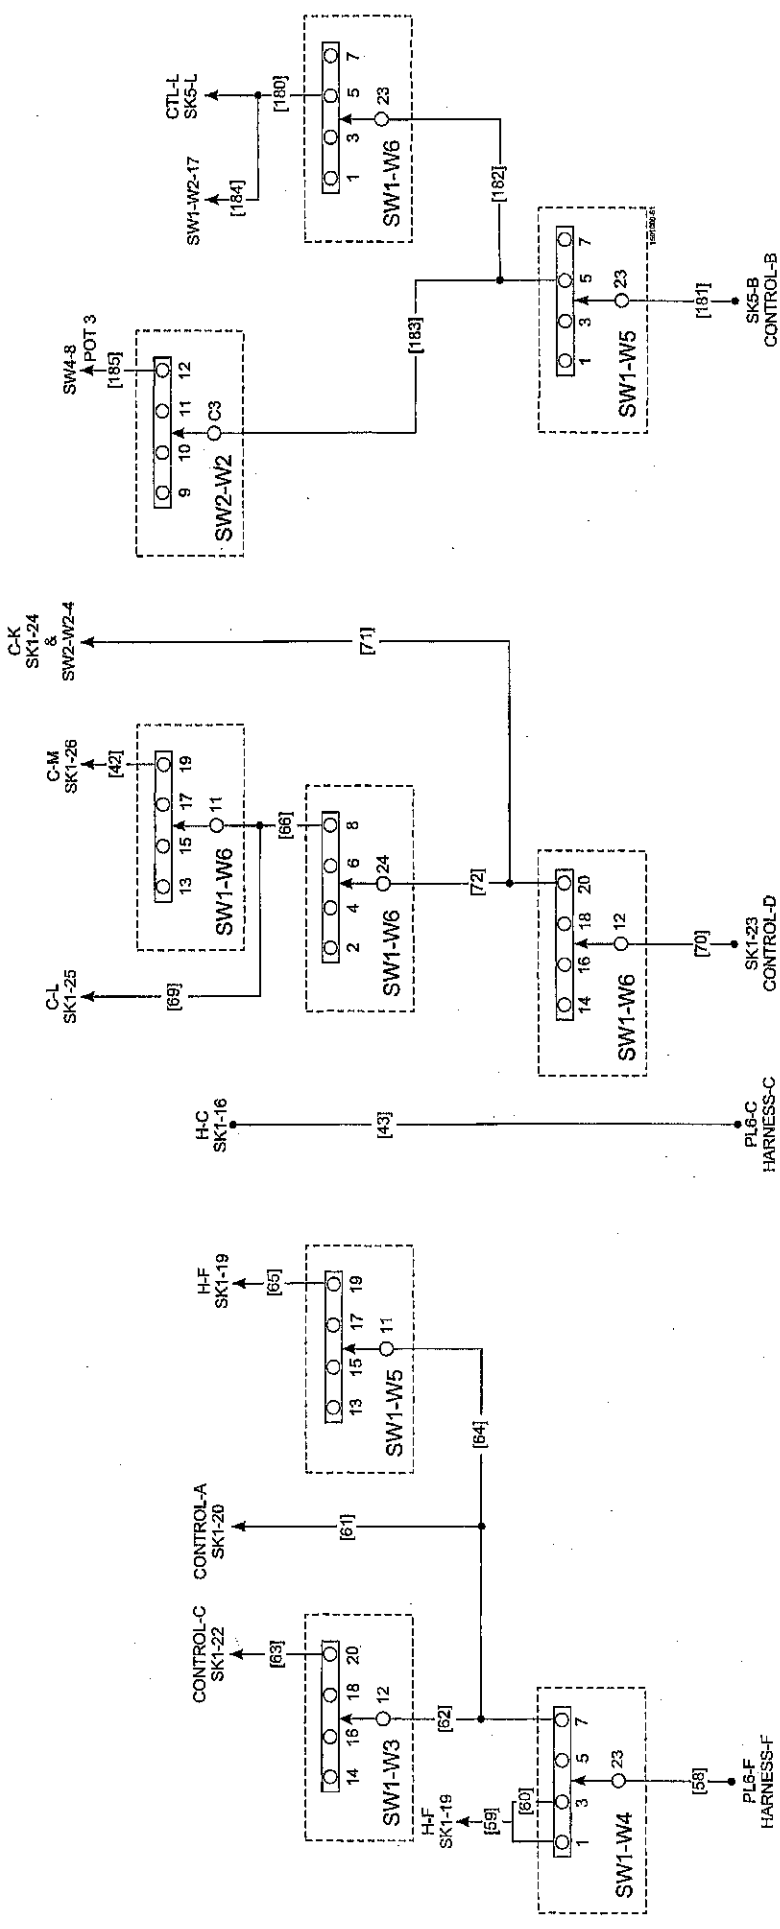 CTL-L
SK5-L
SW1-W2-17
[184]
[180]
1
3
5
7
23
SW1-W6
[182]
SW4-8
POT 3
[185]
9
10
11
12
C3
SW2-W2
[183]
1
3
5
7
23
SW1-W5
[181]
SK5-B
CONTROL-B
C-K
SK1-24
&
SW2-W2-4
[71]
C-M
SK1-26
[42]
13
15
17
19
11
SW1-W6
C-L
SK1-25
[69]
[66]
2
4
6
8
24
SW1-W6
[72]
14
16
18
20
12
SW1-W6
[70]
SK1-23
CONTROL-D
H-C
SK1-16
[43]
PL6-C
HARNESS-C
H-F
SK1-19
[65]
13
15
17
19
11
SW1-W5
[64]
CONTROL-A
SK1-20
[61]
CONTROL-C
SK1-22
[63]
14
16
18
20
12
SW1-W3
[62]
H-F
SK1-19
[59]
[60]
1
3
5
7
23
SW1-W4
[58]
PL6-F
HARNESS-F